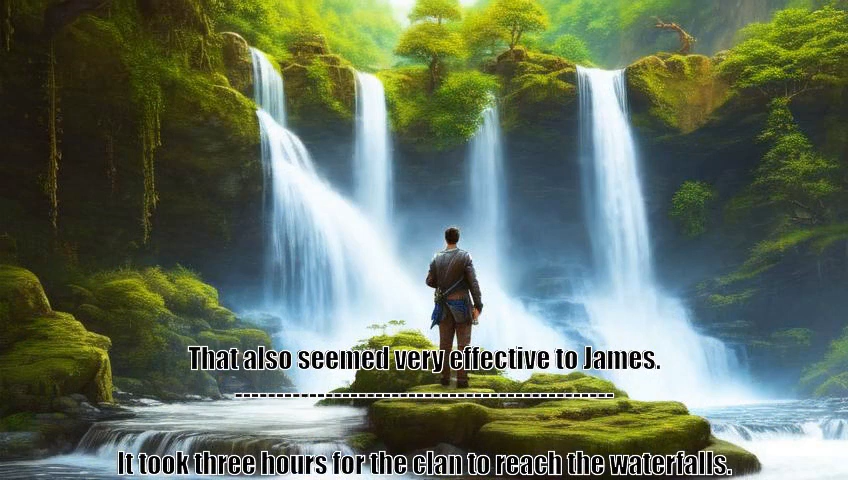 That also seemed very effective to James.
-----------------------------------------------
It took three hours for the clan to reach the waterfalls.